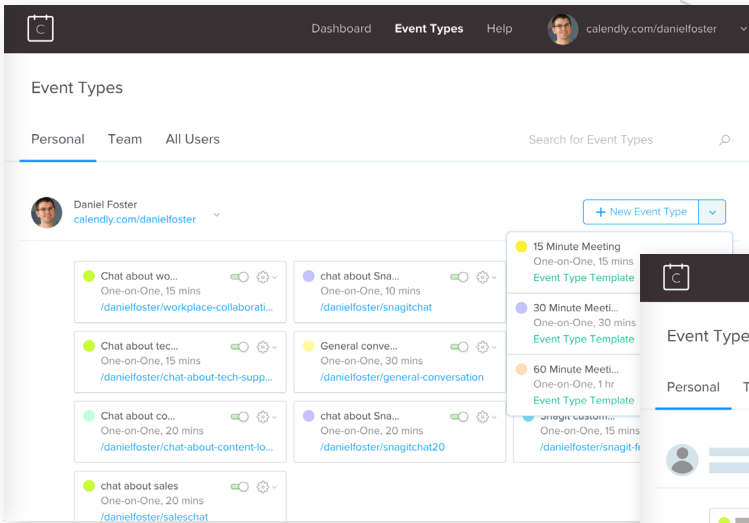 C
Dashboard Event Types Help calendly.com/danielfoster
Event Types
Personal Team All Users Search for Event Types
Daniel Foster
calendly.com/danielfoster
+ New Event Type
15 Minute Meeting
One-on-One, 15 mins
Event Type Template
30 Minute Meeti...
One-on-One, 30 mins
Event Type Template
60 Minute Meeti...
One-on-One, 1 hr
Event Type Template
Chat about wo...
One-on-One, 15 mins
/danielfoster/workplace-collaborati...
chat about Sna...
One-on-One, 10 mins
/danielfoster/snagitchat
Chat about tec...
One-on-One, 15 mins
/danielfoster/chat-about-tech-supp...
General conve...
One-on-One, 30 mins
/danielfoster/general-conversation
Chat about co...
One-on-One, 20 mins
/danielfoster/chat-about-content-lo...
chat about Sna...
One-on-One, 20 mins
/danielfoster/snagitchat20
Snagit custom...
One-on-One, 15 mins
/danielfoster/snagit-fe
chat about sales
One-on-One, 20 mins
/danielfoster/saleschat
C
Event Type
Personal T